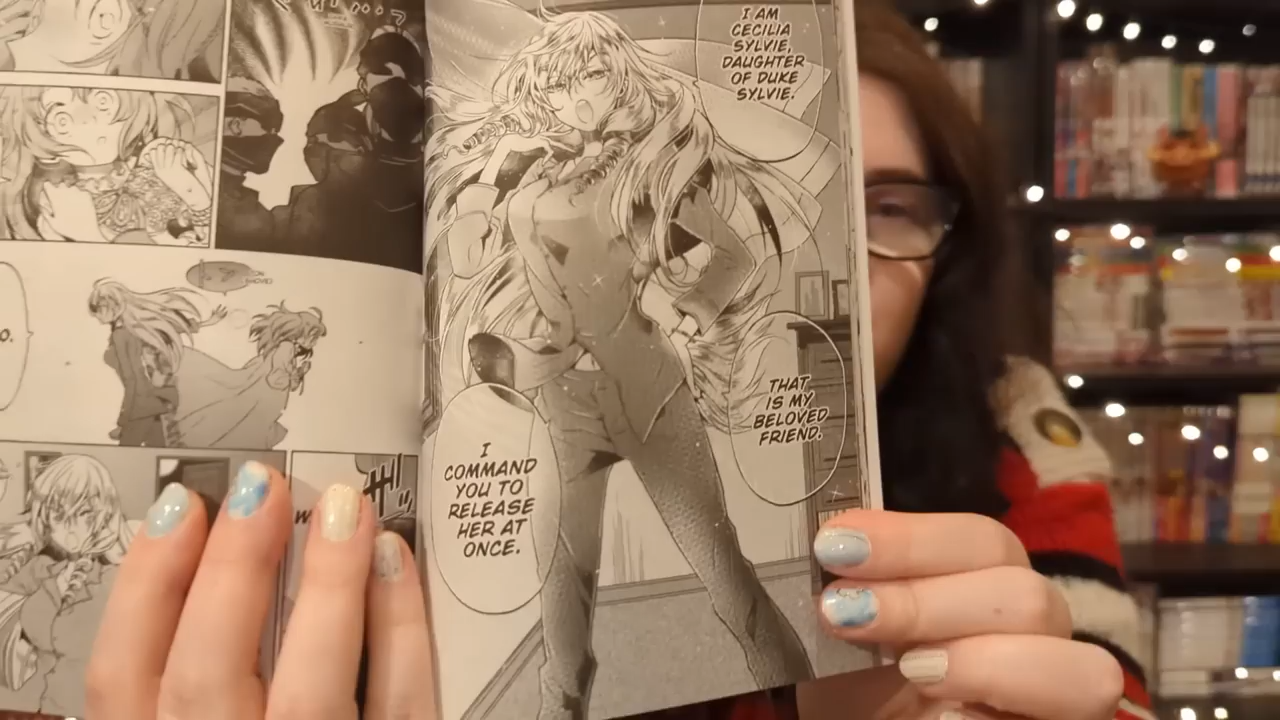 I AM
CECILIA
SYLVIE,
DAUGHTER
OF DUKE
SYLVIE.
THAT
IS MY
BELOVED
FRIEND.
I
COMMAND
YOU TO
RELEASE
HER AT
ONCE.